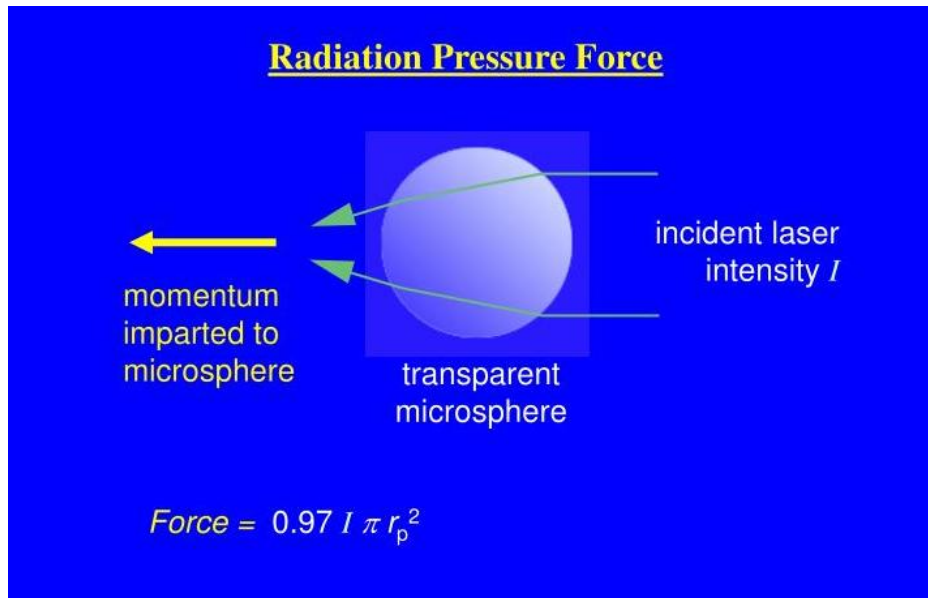 Radiation Pressure Force
incident laser
intensity I
momentum
imparted to
microsphere
transparent
microsphere
Force = 0.97 I π rₚ²